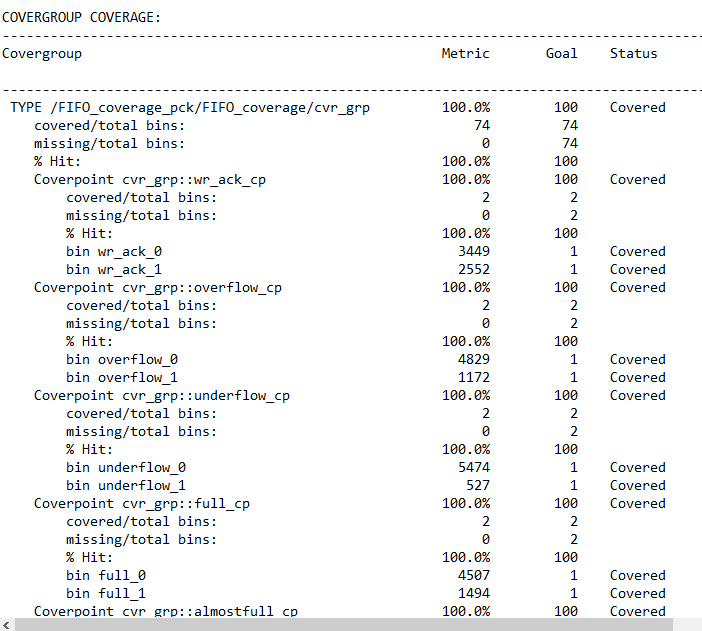 COVERGROUP COVERAGE:
----------------------------------------------------------------------------------------
Covergroup Metric Goal Status
----------------------------------------------------------------------------------------
TYPE /FIFO_coverage_pck/FIFO_coverage/cvr_grp 100.0% 100 Covered
covered/total bins: 74 74
missing/total bins: 0 74
% Hit: 100.0% 100
Coverpoint cvr_grp::wr_ack_cp 100.0% 100 Covered
covered/total bins: 2 2
missing/total bins: 0 2
% Hit: 100.0% 100
bin wr_ack_0 3449 1 Covered
bin wr_ack_1 2552 1 Covered
Coverpoint cvr_grp::overflow_cp 100.0% 100 Covered
covered/total bins: 2 2
missing/total bins: 0 2
% Hit: 100.0% 100
bin overflow_0 4829 1 Covered
bin overflow_1 1172 1 Covered
Coverpoint cvr_grp::underflow_cp 100.0% 100 Covered
covered/total bins: 2 2
missing/total bins: 0 2
% Hit: 100.0% 100
bin underflow_0 5474 1 Covered
bin underflow_1 527 1 Covered
Coverpoint cvr_grp::full_cp 100.0% 100 Covered
covered/total bins: 2 2
missing/total bins: 0 2
% Hit: 100.0% 100
bin full_0 4507 1 Covered
bin full_1 1494 1 Covered
Coverpoint cvr_grp::almostfull_cp 100.0% 100 Covered